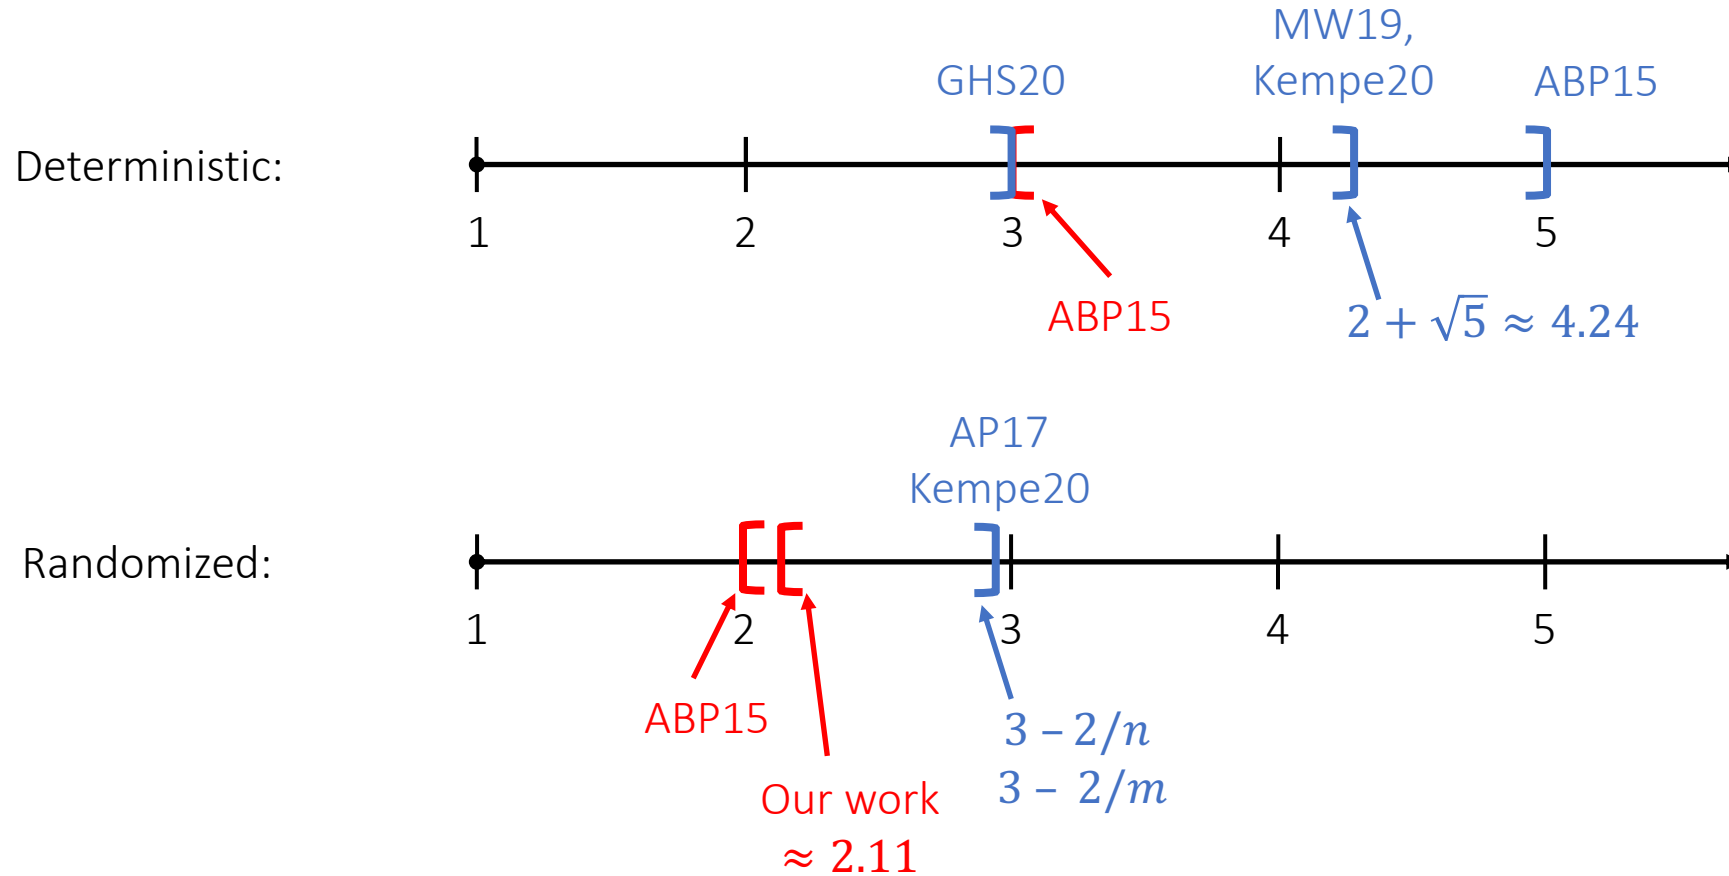 MW19,
GHS20
Kempe20
ABP15
Deterministic:
1
2
3
4
5
ABP15
2 + √5 ≈ 4.24
AP17
Kempe20
Randomized:
1
2
3
4
5
ABP15
3 – 2/n
Our work
3 – 2/m
≈ 2.11